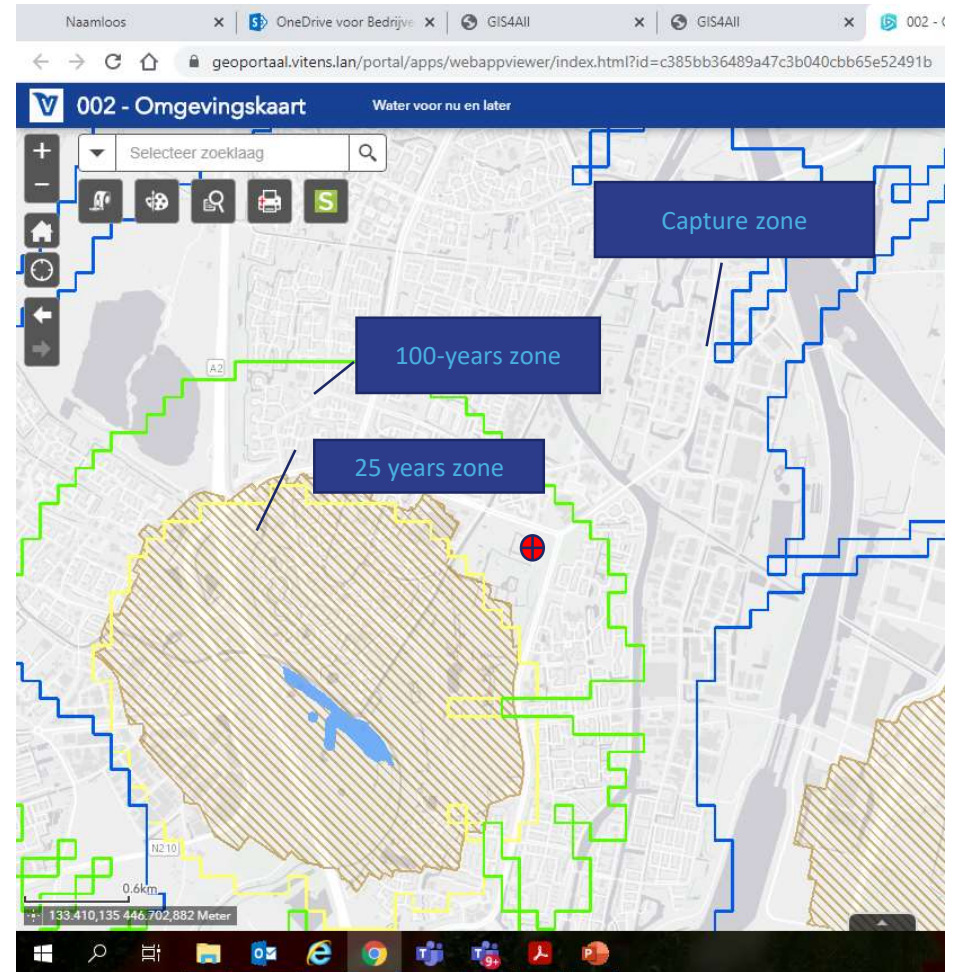 Naamloos
OneDrive voor Bedrijve
GIS4All
GIS4All
002 - 
geoportaal.vitens.lan/portal/apps/webappviewer/index.html?id=c385bb36489a47c3b040cbb65e52491b
002 - Omgevingskaart
Water voor nu en later
Selecteer zoeklaag
S
Capture zone
100-years zone
A2
25 years zone
N210
0.6km
133.410,135 446.702,882 Meter
9+